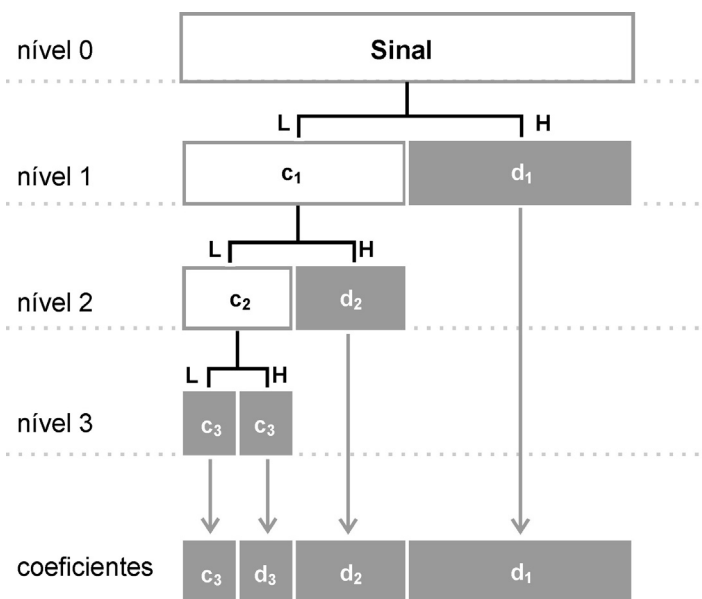 nível 0 Sinal
L H
nível 1 c₁ d₁
L H
nível 2 c₂ d₂
L H
nível 3 c₃ c₃
coeficientes c₃ d₃ d₂ d₁